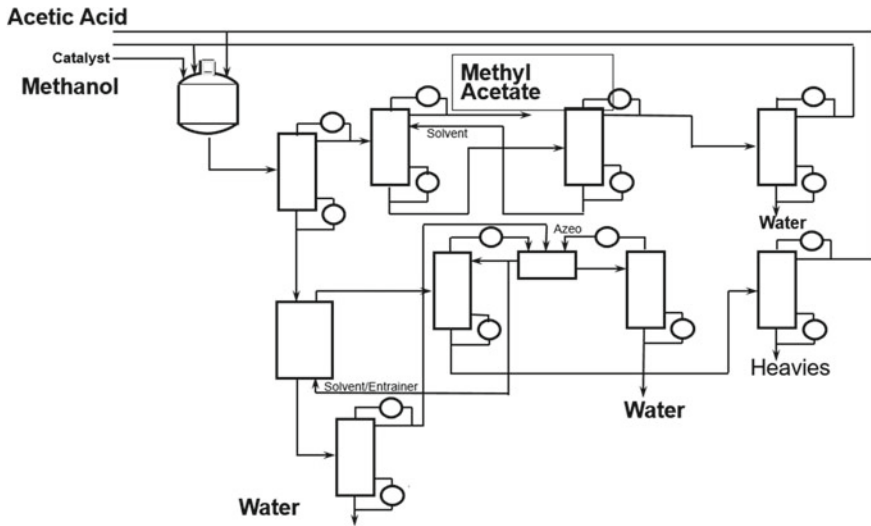 Acetic Acid
Catalyst
Methanol
Methyl
Acetate
Solvent
Water
Azeo
Heavies
Solvent/Entrainer
Water
Water